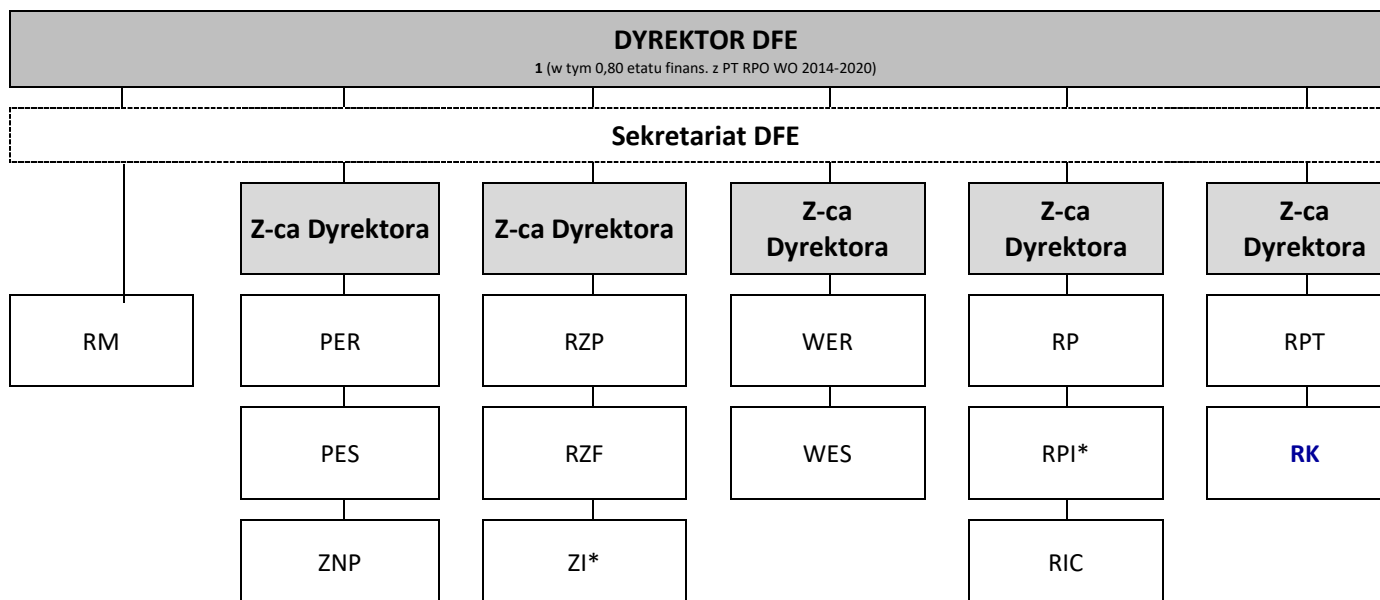 DYREKTOR DFE
1 (w tym 0,80 etatu finans. z PT RPO WO 2014-2020)
Sekretariat DFE
Z-ca Dyrektora
Z-ca Dyrektora
Z-ca
Dyrektora
Z-ca
Dyrektora
Z-ca
Dyrektora
RM
PER
RZP
WER
RP
RPT
PES
RZF
WES
RPI*
RK
ZNP
ZI*
RIC